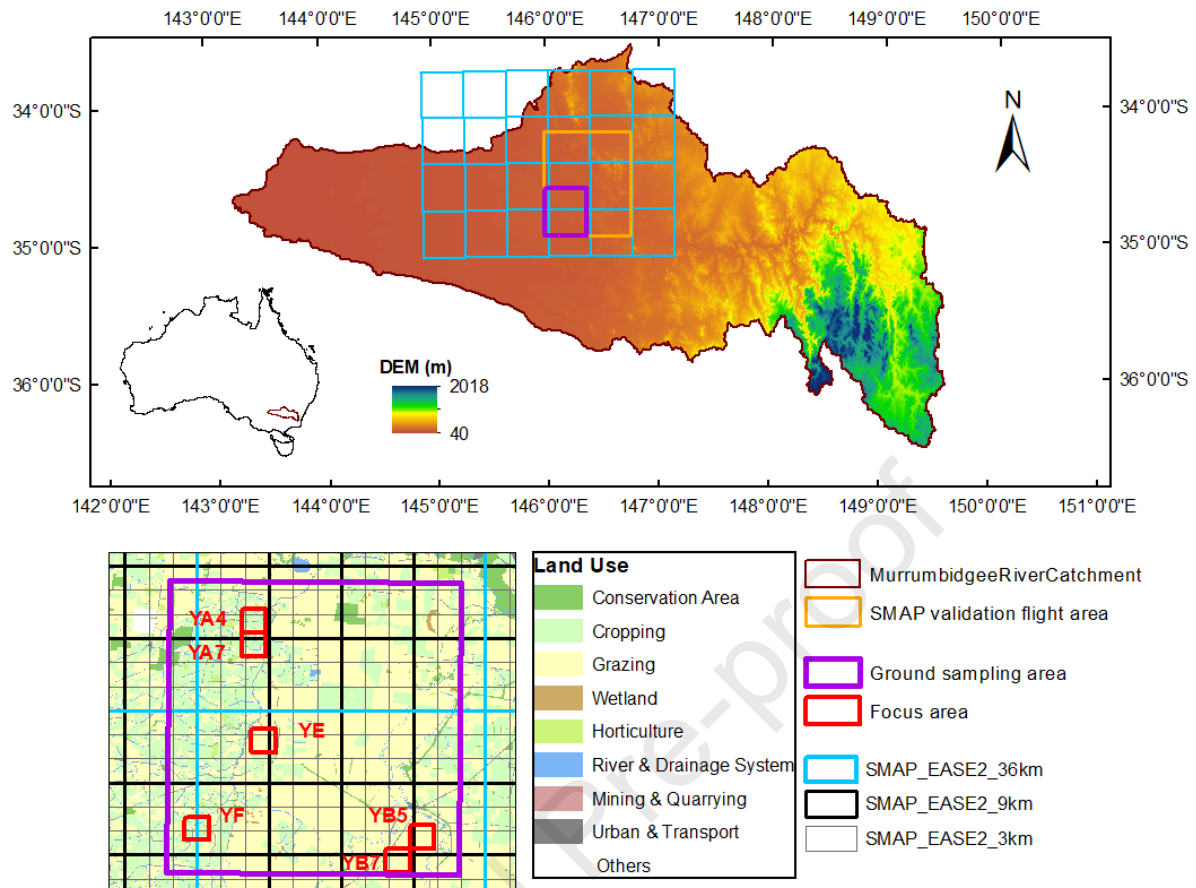 143°0'0"E 144°0'0"E 145°0'0"E 146°0'0"E 147°0'0"E 148°0'0"E 149°0'0"E 150°0'0"E
34°0'0"S 34°0'0"S
N
35°0'0"S 35°0'0"S
36°0'0"S 36°0'0"S
DEM (m)
2018
40
142°0'0"E 143°0'0"E 144°0'0"E 145°0'0"E 146°0'0"E 147°0'0"E 148°0'0"E 149°0'0"E 150°0'0"E 151°0'0"E
YA4
YA7
YE
YF
YB5
YB7
Land Use
Conservation Area
Cropping
Grazing
Wetland
Horticulture
River & Drainage System
Mining & Quarrying
Urban & Transport
Others
MurrumbidgeeRiverCatchment
SMAP validation flight area
Ground sampling area
Focus area
SMAP_EASE2_36km
SMAP_EASE2_9km
SMAP_EASE2_3km
l Pre-proof